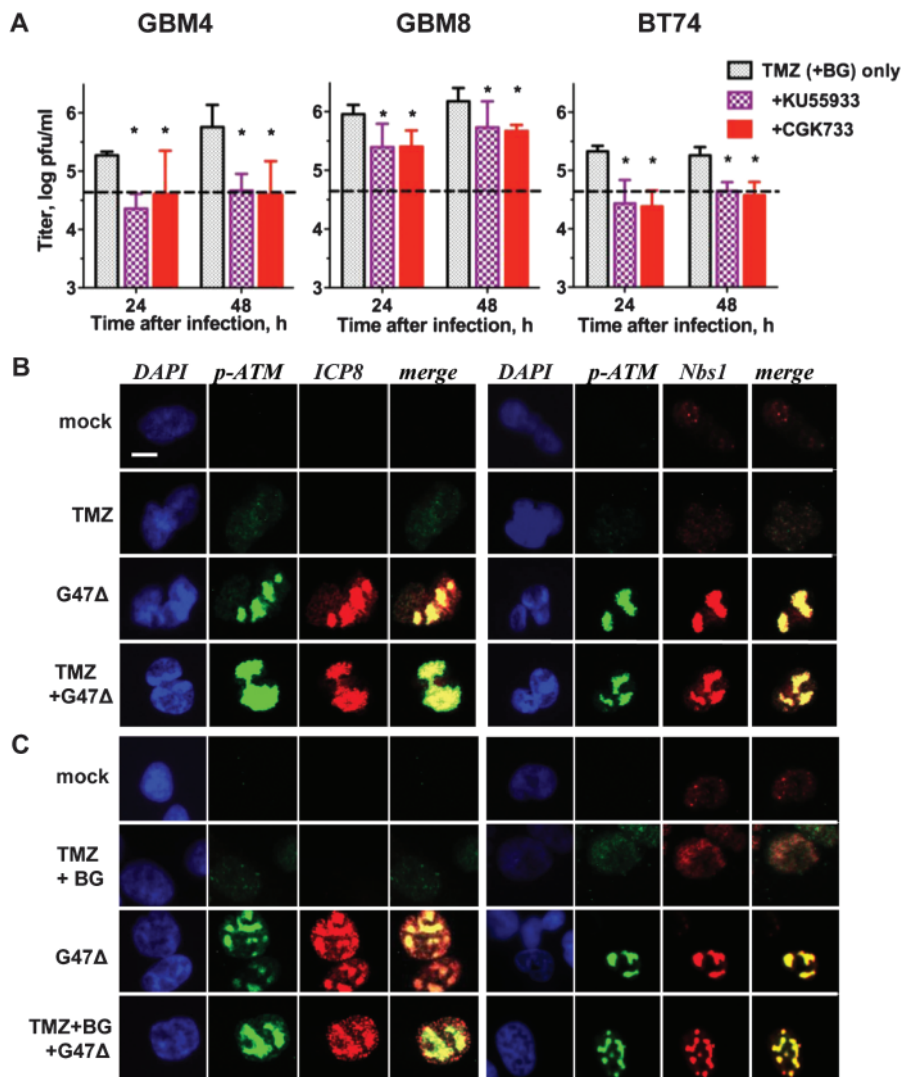 A
GBM4
GBM8
BT74
TMZ (+BG) only
+KU55933
+CGK733
Titer, log pfu/ml
6
5
4
3
* * * *
24 48
Time after infection, h
6
5
4
3
* * * *
24 48
Time after infection, h
6
5
4
3
* * * *
24 48
Time after infection, h
B
DAPI p-ATM ICP8 merge DAPI p-ATM Nbs1 merge
mock
TMZ
G47Δ
TMZ
+G47Δ
C
mock
TMZ
+ BG
G47Δ
TMZ+BG
+G47Δ